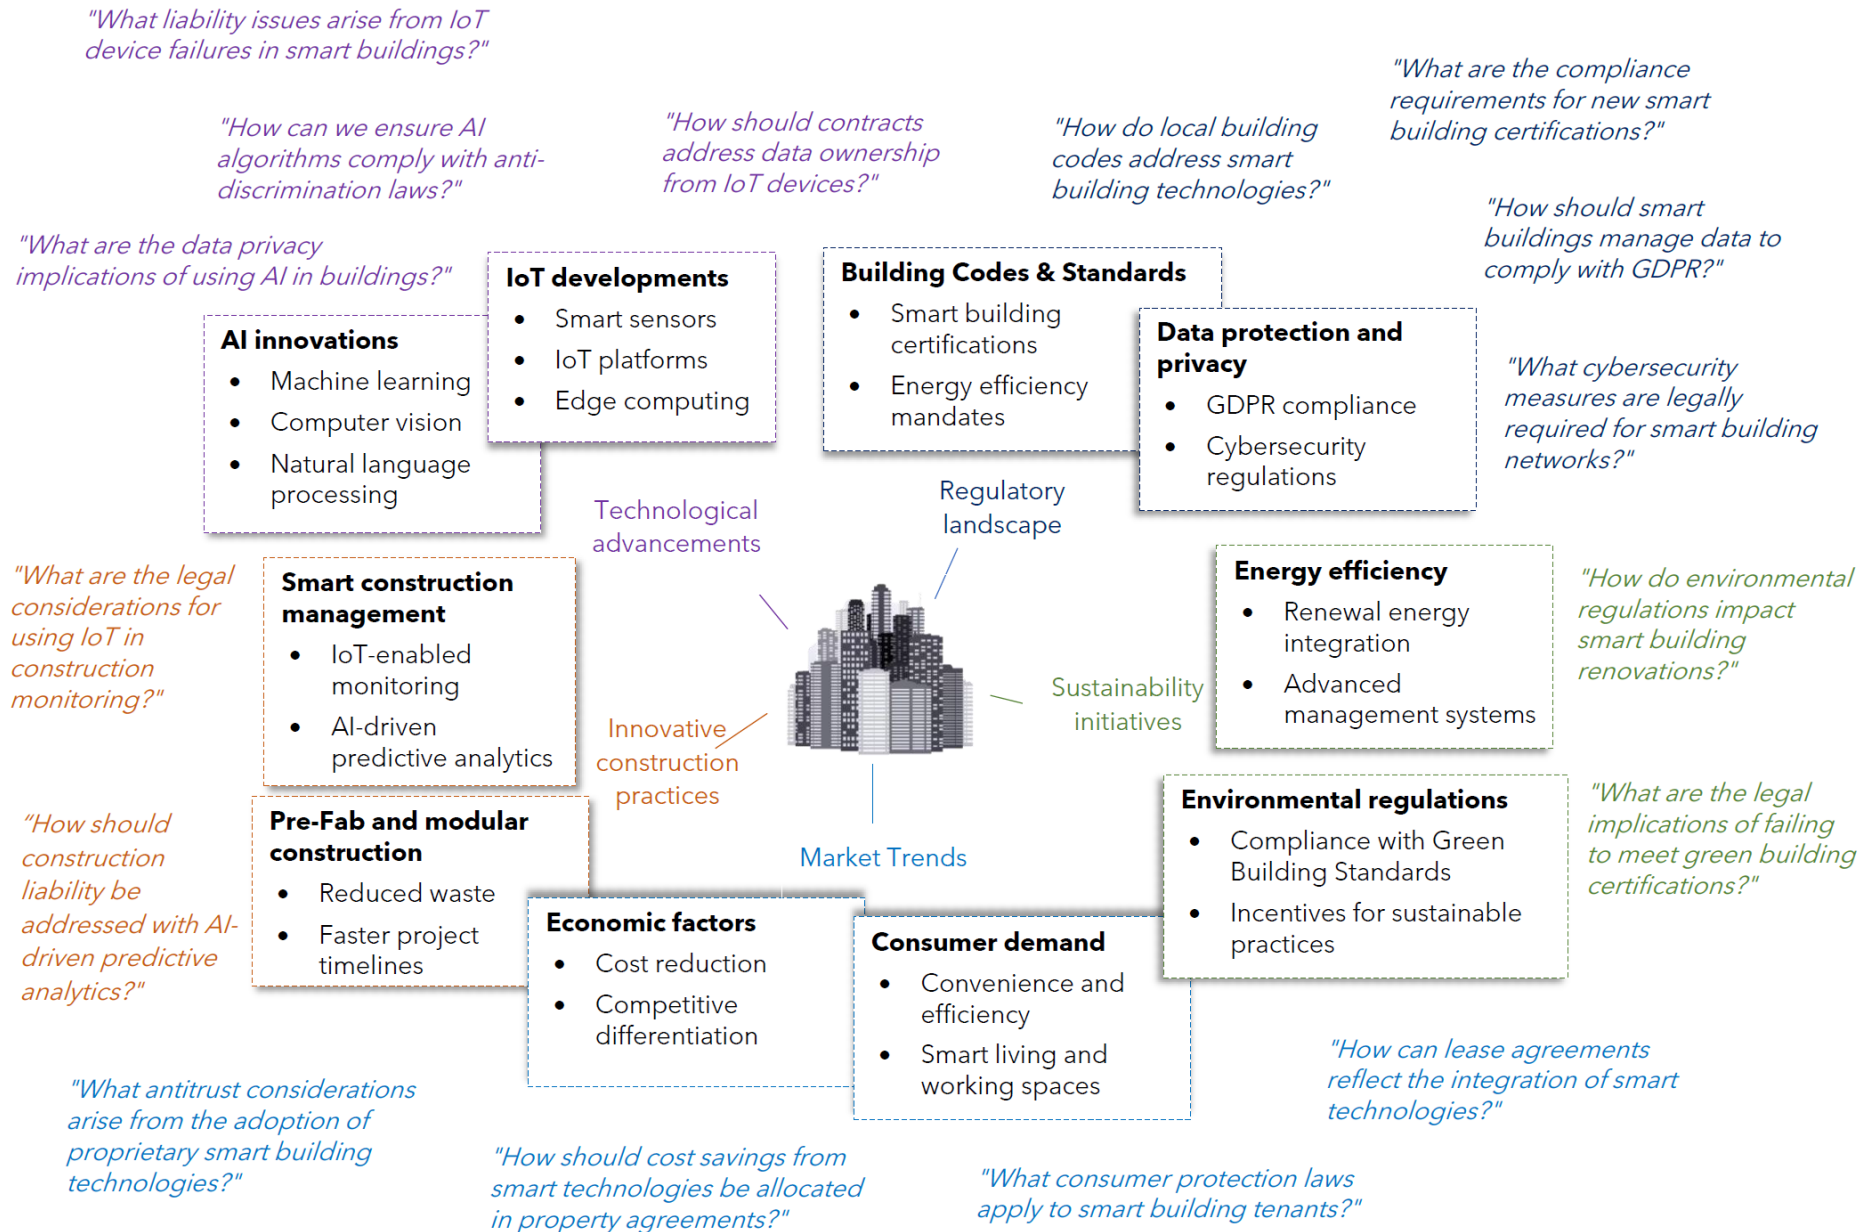 "What liability issues arise from IoT
device failures in smart buildings?"
"How can we ensure AI
algorithms comply with anti-
discrimination laws?"
"How should contracts
address data ownership
from IoT devices?"
"How do local building
codes address smart
building technologies?"
"What are the compliance
requirements for new smart
building certifications?"
"What are the data privacy
implications of using AI in buildings?"
"How should smart
buildings manage data to
comply with GDPR?"
AI innovations
• Machine learning
• Computer vision
• Natural language
processing
IoT developments
• Smart sensors
• IoT platforms
• Edge computing
Building Codes & Standards
• Smart building
certifications
• Energy efficiency
mandates
Data protection and
privacy
• GDPR compliance
• Cybersecurity
regulations
"What cybersecurity
measures are legally
required for smart building
networks?"
Technological
advancements
Regulatory
landscape
"What are the legal
considerations for
using IoT in
construction
monitoring?"
Smart construction
management
• IoT-enabled
monitoring
• AI-driven
predictive analytics
Innovative
construction
practices
Sustainability
initiatives
Energy efficiency
• Renewal energy
integration
• Advanced
management systems
"How do environmental
regulations impact
smart building
renovations?"
“How should
construction
liability be
addressed with AI-
driven predictive
analytics?"
Pre-Fab and modular
construction
• Reduced waste
• Faster project
timelines
Market Trends
Economic factors
• Cost reduction
• Competitive
differentiation
Consumer demand
• Convenience and
efficiency
• Smart living and
working spaces
Environmental regulations
• Compliance with Green
Building Standards
• Incentives for sustainable
practices
"What are the legal
implications of failing
to meet green building
certifications?"
"What antitrust considerations
arise from the adoption of
proprietary smart building
technologies?"
"How should cost savings from
smart technologies be allocated
in property agreements?"
"What consumer protection laws
apply to smart building tenants?"
"How can lease agreements
reflect the integration of smart
technologies?"